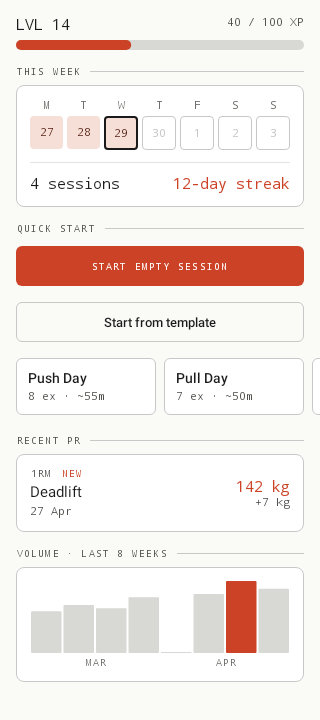 LVL 14
40 / 100 XP
THIS WEEK
M T W T F S S
27 28 29 30 1 2 3
4 sessions
12-day streak
QUICK START
START EMPTY SESSION
Start from template
Push Day
8 ex · ~55m
Pull Day
7 ex · ~50m
RECENT PR
1RM NEW
Deadlift
27 Apr
142 kg
+7 kg
VOLUME · LAST 8 WEEKS
MAR APR